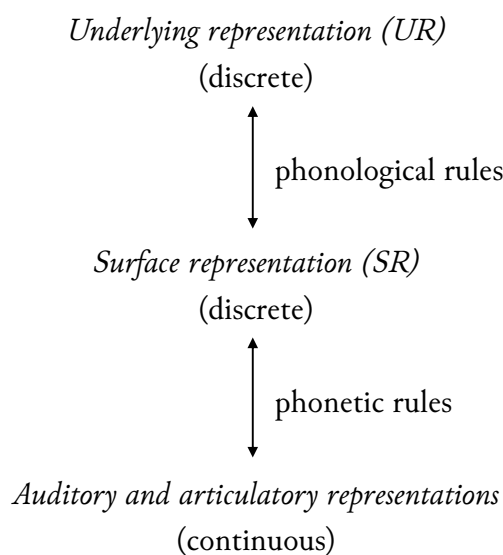 Underlying representation (UR)
(discrete)
phonological rules
Surface representation (SR)
(discrete)
phonetic rules
Auditory and articulatory representations
(continuous)